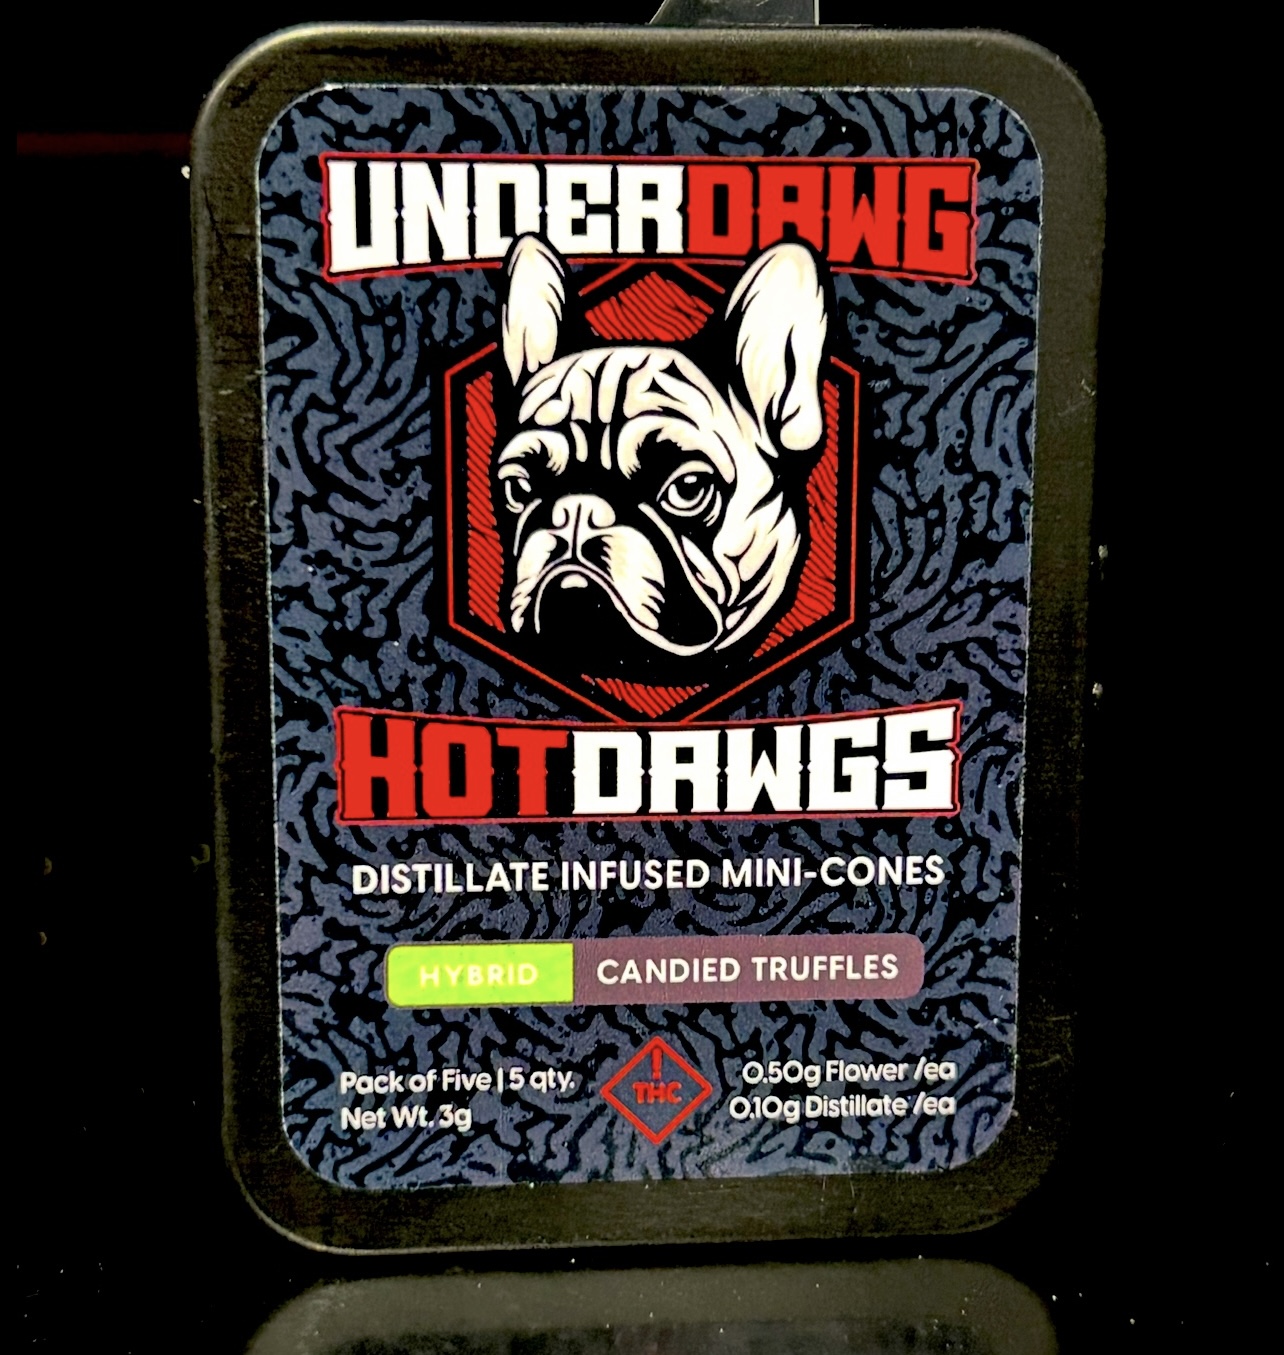 UNDERDAWG
HOTDAWGS
DISTILLATE INFUSED MINI-CONES
HYBRID CANDIED TRUFFLES
Pack of Five | 5 qty.
Net Wt. 3g
!
THC
0.50g Flower /ea
0.10g Distillate /ea